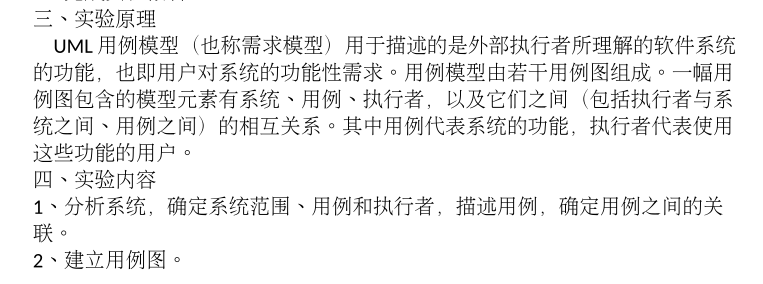 三、实验原理
UML 用例模型（也称需求模型）用于描述的是外部执行者所理解的软件系统
的功能，也即用户对系统的功能性需求。用例模型由若干用例图组成。一幅用
例图包含的模型元素有系统、用例、执行者，以及它们之间（包括执行者与系
统之间、用例之间）的相互关系。其中用例代表系统的功能，执行者代表使用
这些功能的用户。
四、实验内容
1、分析系统，确定系统范围、用例和执行者，描述用例，确定用例之间的关
联。
2、建立用例图。